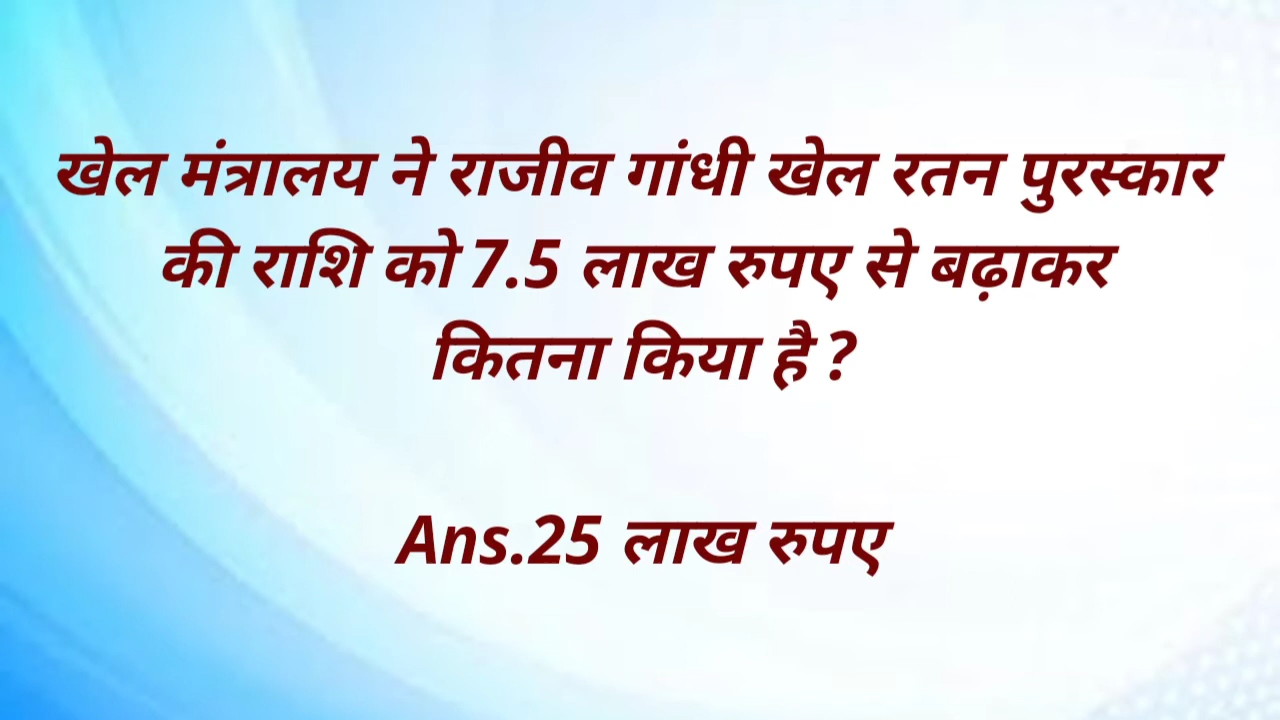 खेल मंत्रालय ने राजीव गांधी खेल रतन पुरस्कार
की राशि को 7.5 लाख रुपए से बढ़ाकर
कितना किया है ?
Ans.25 लाख रुपए